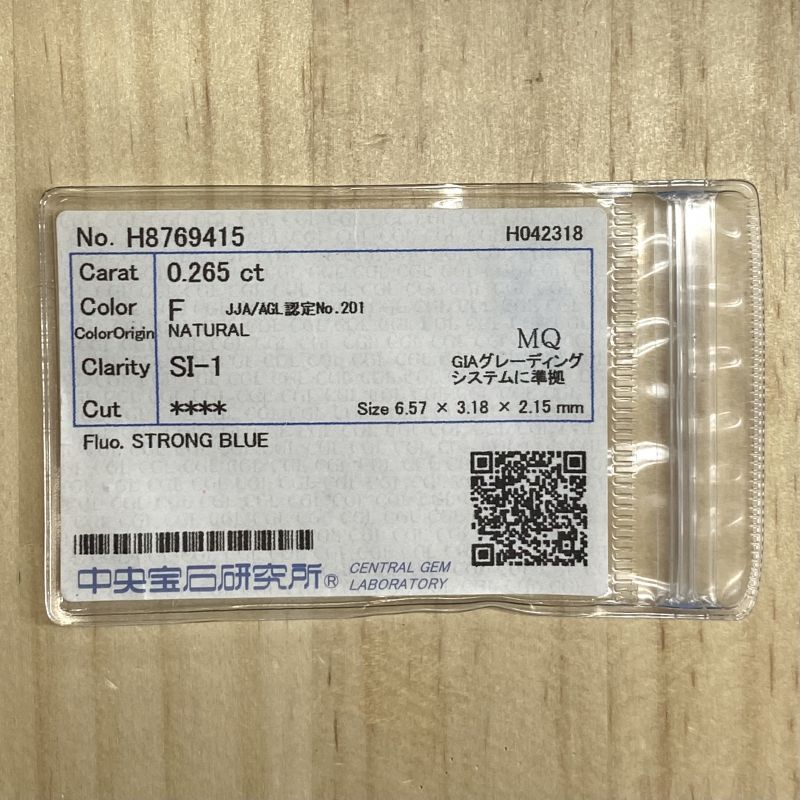 No. H8769415 H042318
Carat 0.265 ct
Color F JJA/AGL認定No.201
ColorOrigin NATURAL
MQ
Clarity SI-1 GIAグレーディング
システムに準拠
Cut **** Size 6.57 × 3.18 × 2.15 mm
Fluo. STRONG BLUE
中央宝石研究所® CENTRAL GEM
LABORATORY